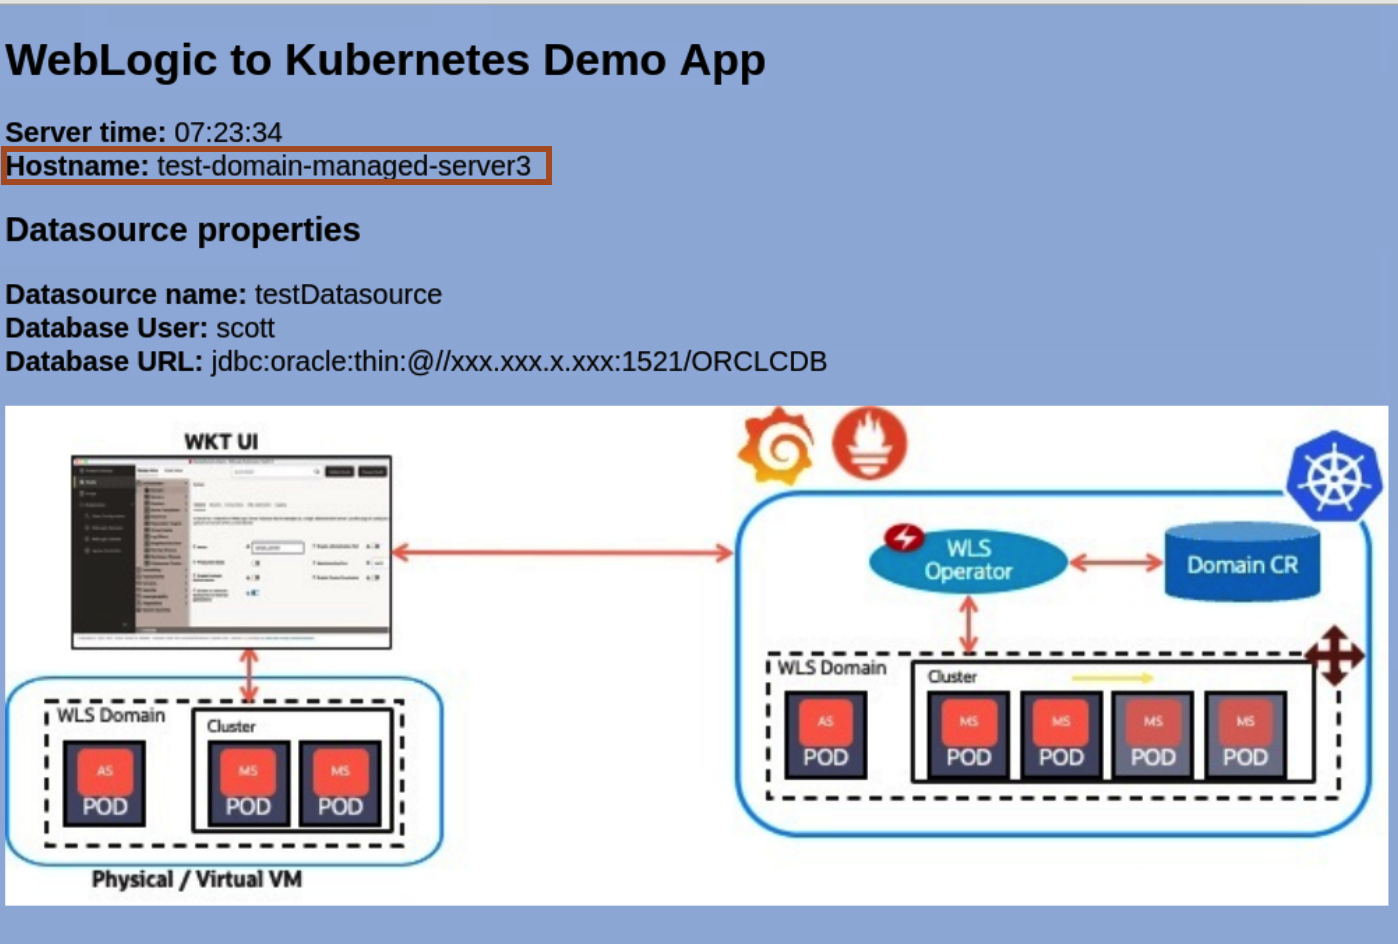 WebLogic to Kubernetes Demo App
Server time: 07:23:34
Hostname: test-domain-managed-server3
Datasource properties
Datasource name: testDatasource
Database User: scott
Database URL: jdbc:oracle:thin:@//xxx.xxx.x.xxx:1521/ORCLCDB
WKT UI
WLS Domain
Cluster
AS
POD
MS
POD
MS
POD
Physical / Virtual VM
WLS
Operator
Domain CR
WLS Domain
Cluster
AS
POD
MS
POD
MS
POD
MS
POD
MS
POD